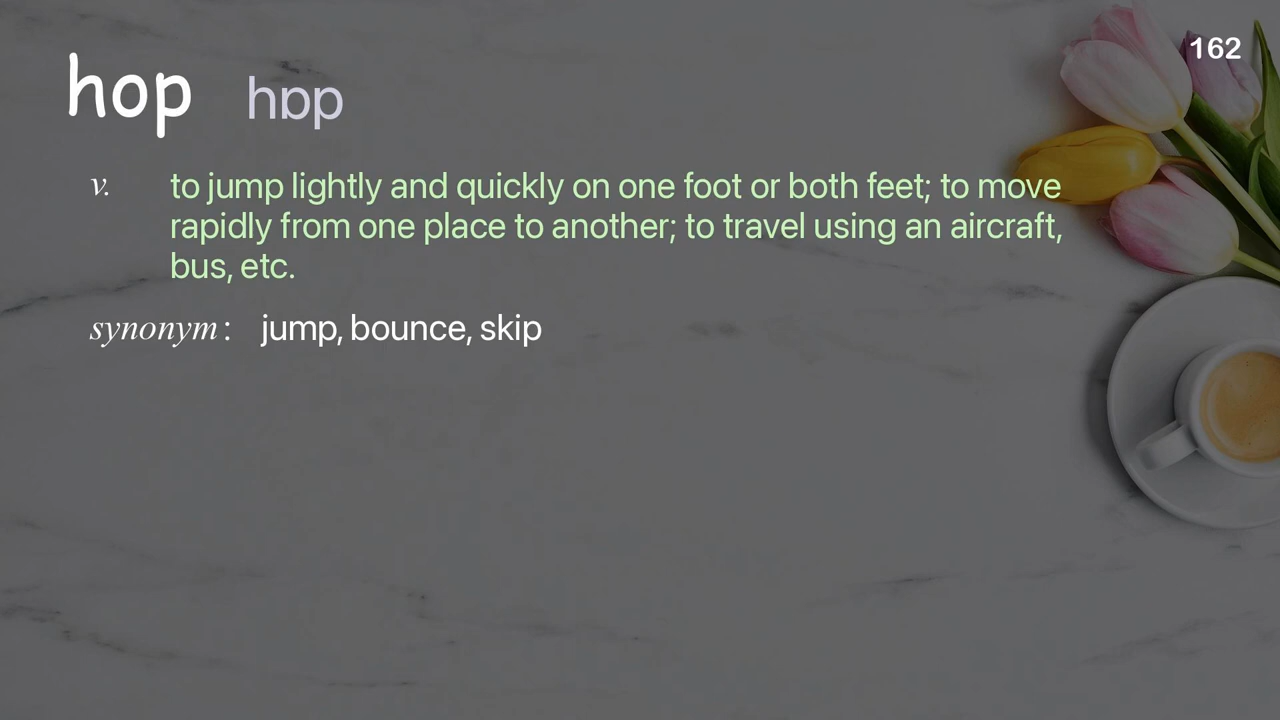 162
hop hɒp
v. to jump lightly and quickly on one foot or both feet; to move
rapidly from one place to another; to travel using an aircraft,
bus, etc.
synonym : jump, bounce, skip